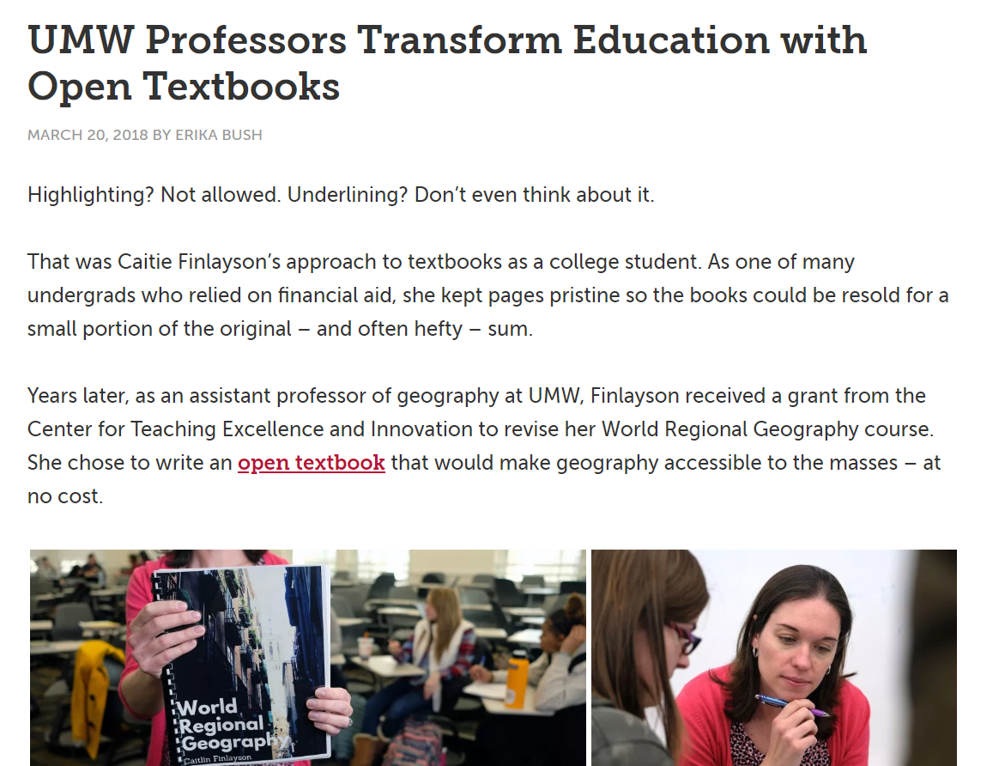 UMW Professors Transform Education with
Open Textbooks
MARCH 20, 2018 BY ERIKA BUSH
Highlighting? Not allowed. Underlining? Don’t even think about it.
That was Caitie Finlayson’s approach to textbooks as a college student. As one of many
undergrads who relied on financial aid, she kept pages pristine so the books could be resold for a
small portion of the original – and often hefty – sum.
Years later, as an assistant professor of geography at UMW, Finlayson received a grant from the
Center for Teaching Excellence and Innovation to revise her World Regional Geography course.
She chose to write an open textbook that would make geography accessible to the masses – at
no cost.
World
Regional
Geography
Caitlin Finlayson